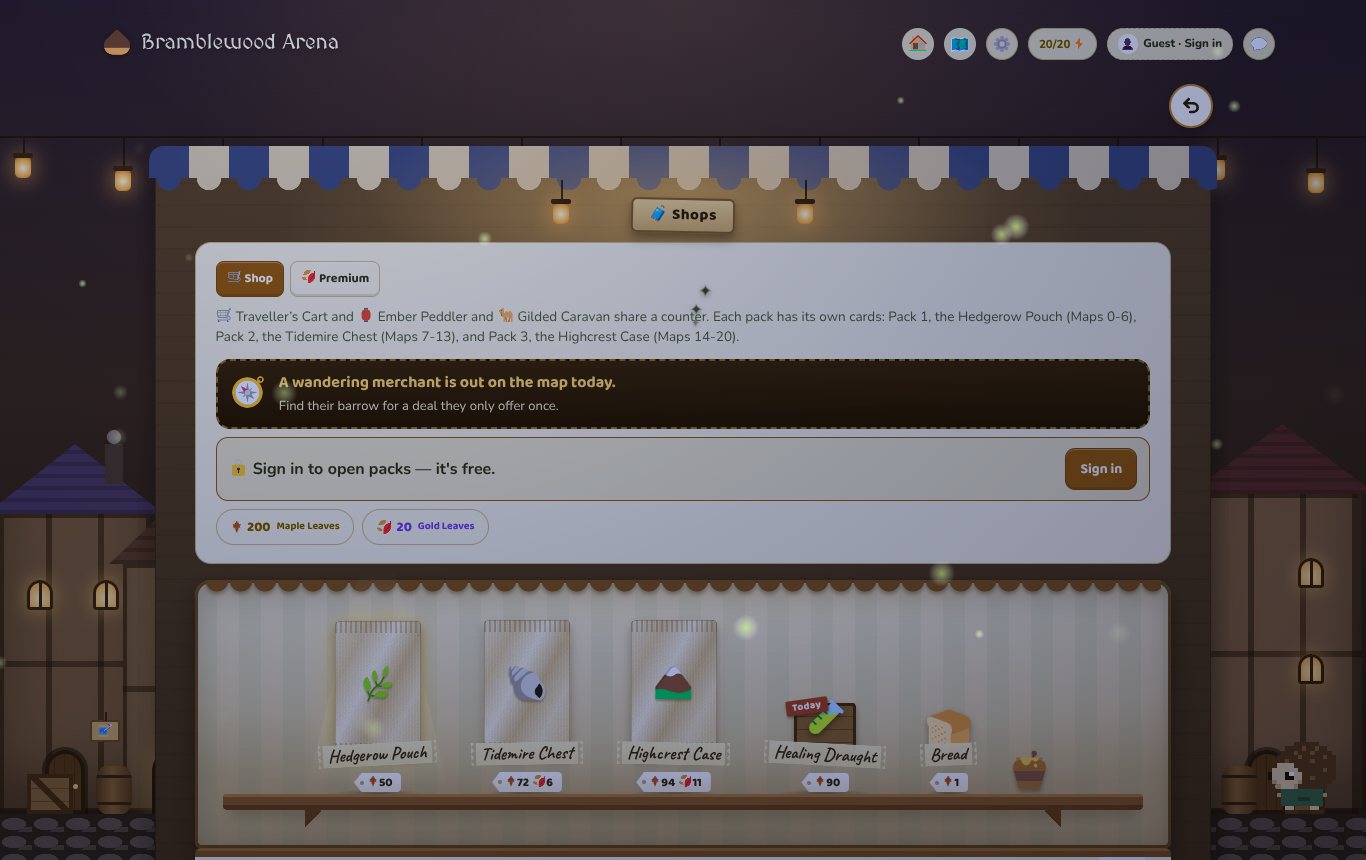 Bramblewood Arena
20/20
Guest · Sign in
Shops
Shop
Premium
Traveller's Cart and Ember Peddler and Gilded Caravan share a counter. Each pack has its own cards: Pack 1, the Hedgerow Pouch (Maps 0-6),
Pack 2, the Tidemire Chest (Maps 7-13), and Pack 3, the Highcrest Case (Maps 14-20).
A wandering merchant is out on the map today.
Find their barrow for a deal they only offer once.
Sign in to open packs — it's free.
Sign in
200 Maple Leaves
20 Gold Leaves
Today
Hedgerow Pouch
Tidemire Chest
Highcrest Case
Healing Draught
Bread
50
72 6
94 11
90
1